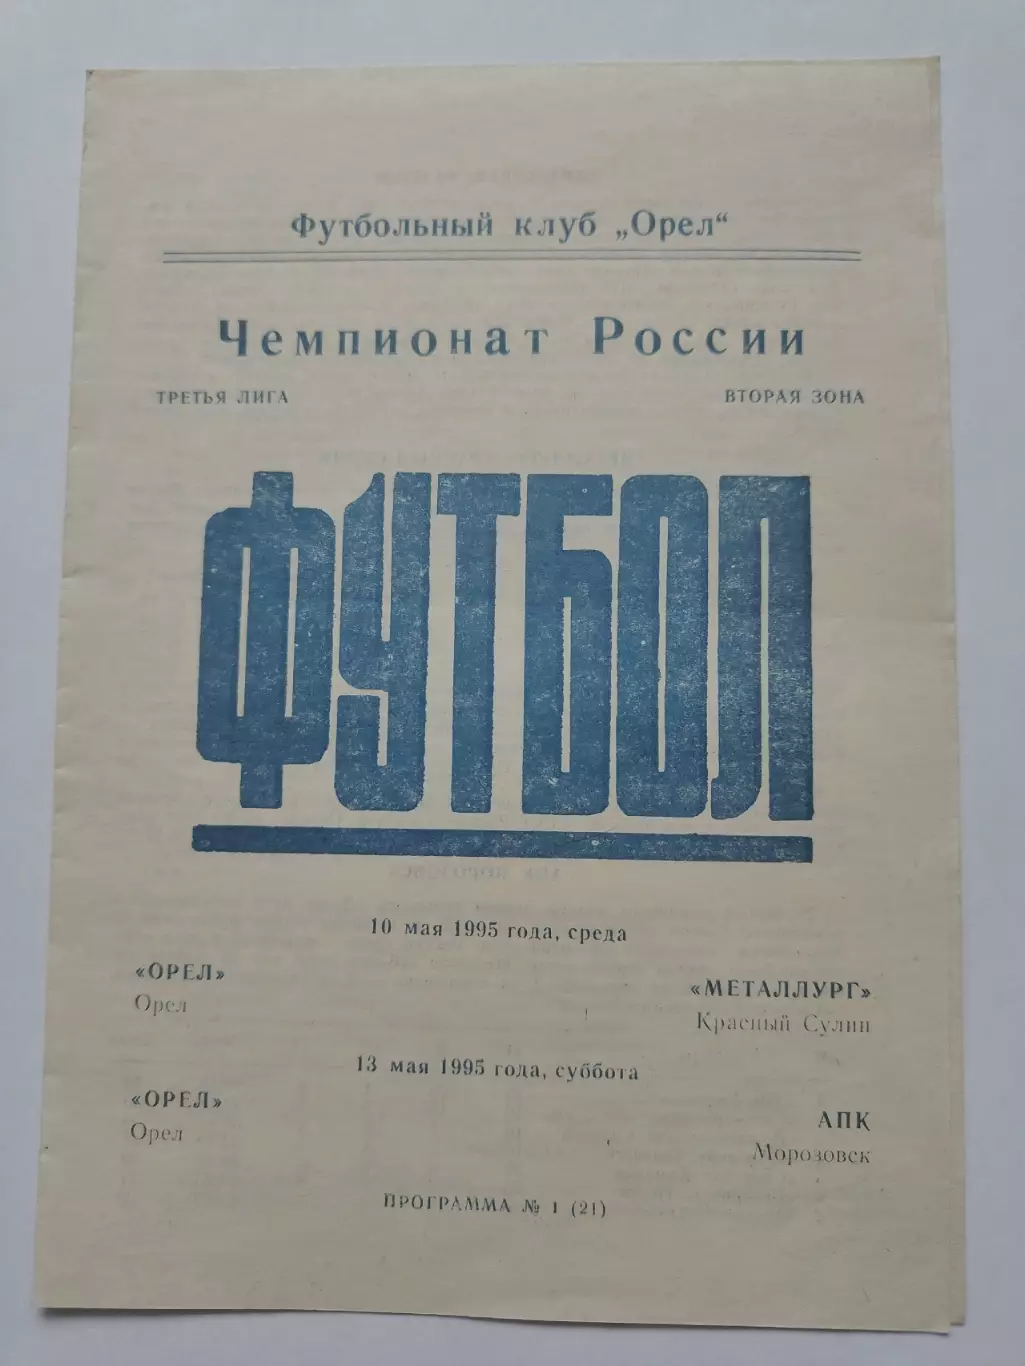 Футбольный клуб „Орел“
Чемпионат России
ТРЕТЬЯ ЛИГА ВТОРАЯ ЗОНА
ФУТБОЛ
10 мая 1995 года, среда
«ОРЕЛ» «МЕТАЛЛУРГ»
Орел Красный Сулин
13 мая 1995 года, суббота
«ОРЕЛ» АПК
Орел Морозовск
ПРОГРАММА № 1 (21)